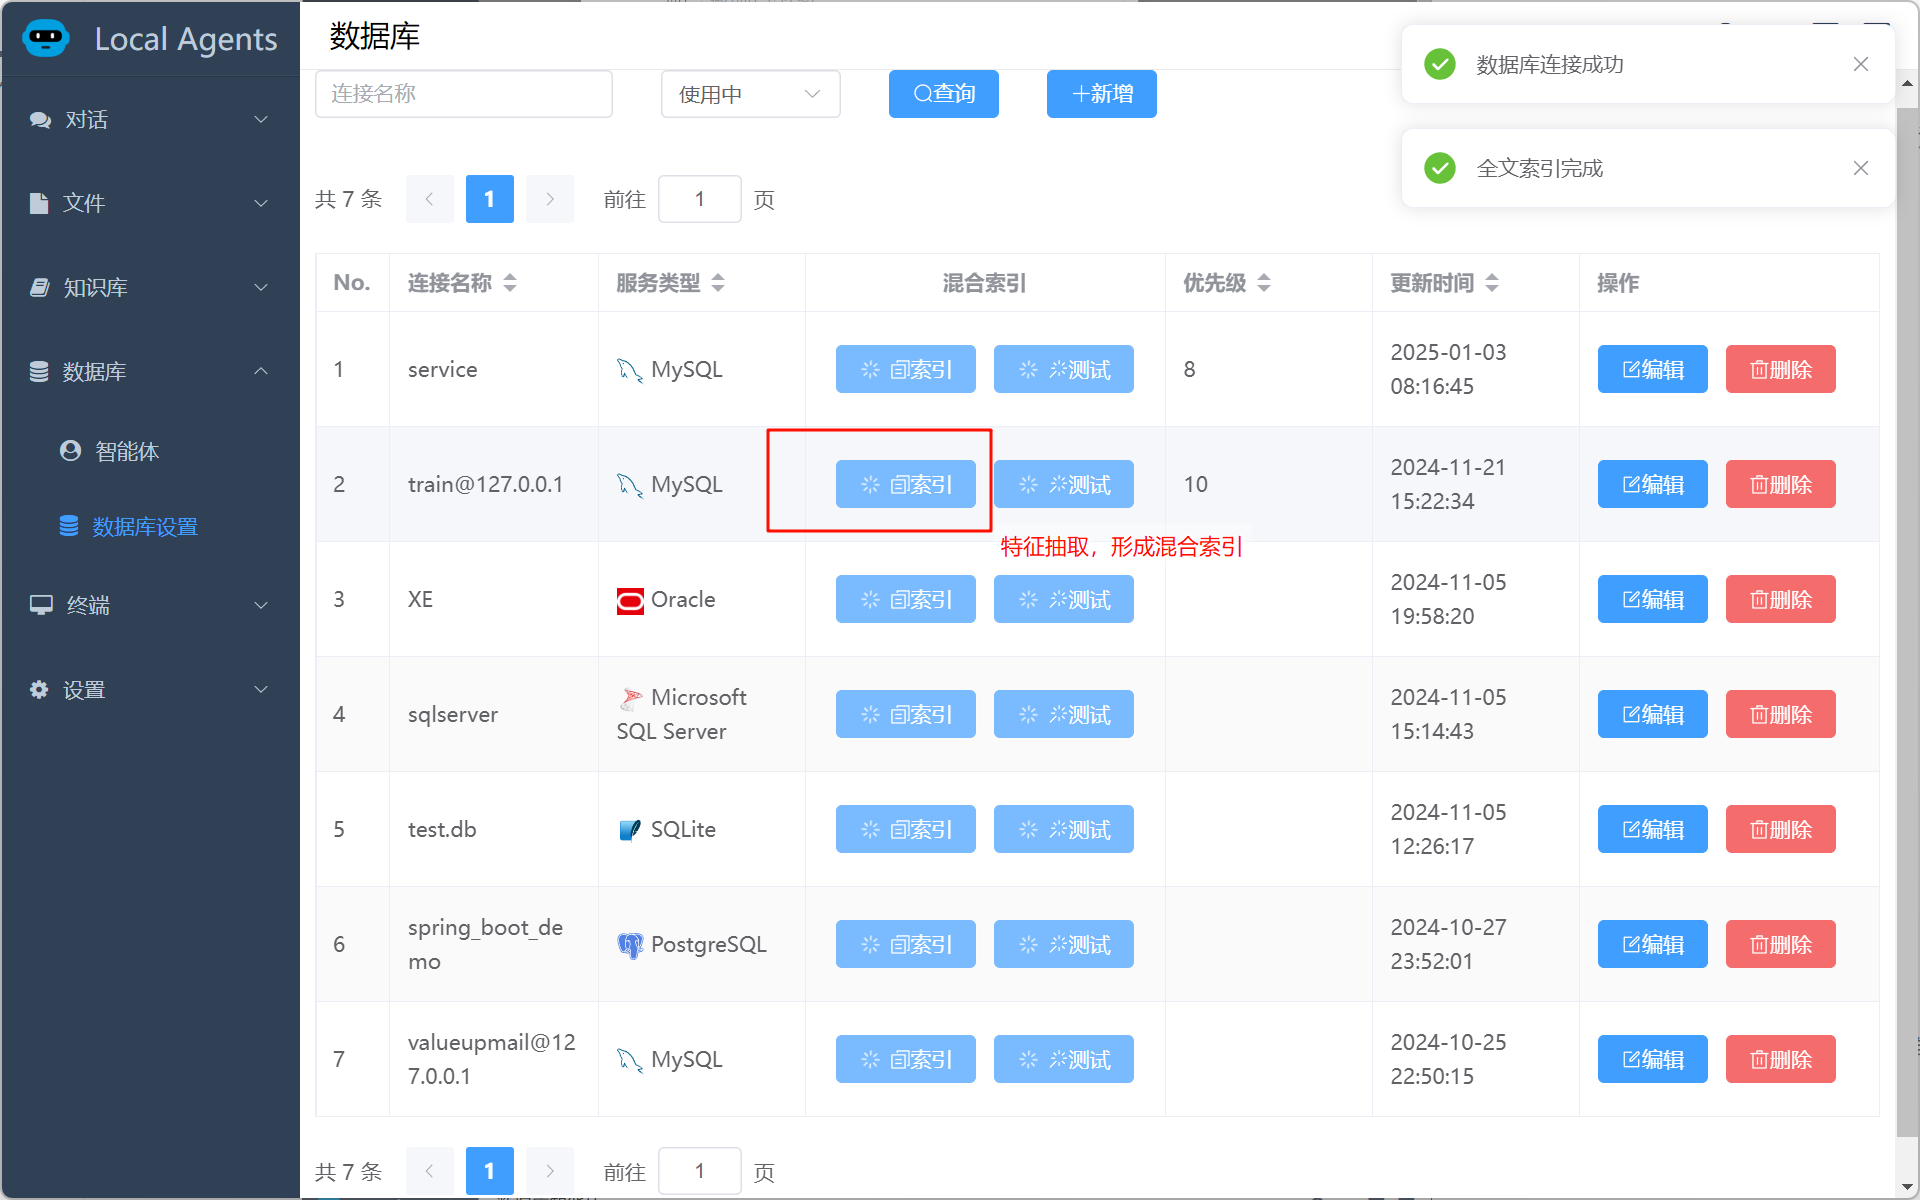 Local Agents
对话
文件
知识库
数据库
智能体
数据库设置
终端
设置
数据库
连接名称
使用中
查询
新增
数据库连接成功
全文索引完成
共 7 条
1
前往
1
页
No.
连接名称
服务类型
混合索引
优先级
更新时间
操作
1
service
MySQL
索引
测试
8
2025-01-03
08:16:45
编辑
删除
2
train@127.0.0.1
MySQL
索引
测试
10
2024-11-21
15:22:34
编辑
删除
特征抽取，形成混合索引
3
XE
Oracle
索引
测试
2024-11-05
19:58:20
编辑
删除
4
sqlserver
Microsoft
SQL Server
索引
测试
2024-11-05
15:14:43
编辑
删除
5
test.db
SQLite
索引
测试
2024-11-05
12:26:17
编辑
删除
6
spring_boot_de
mo
PostgreSQL
索引
测试
2024-10-27
23:52:01
编辑
删除
7
valueupmail@12
7.0.0.1
MySQL
索引
测试
2024-10-25
22:50:15
编辑
删除
共 7 条
1
前往
1
页